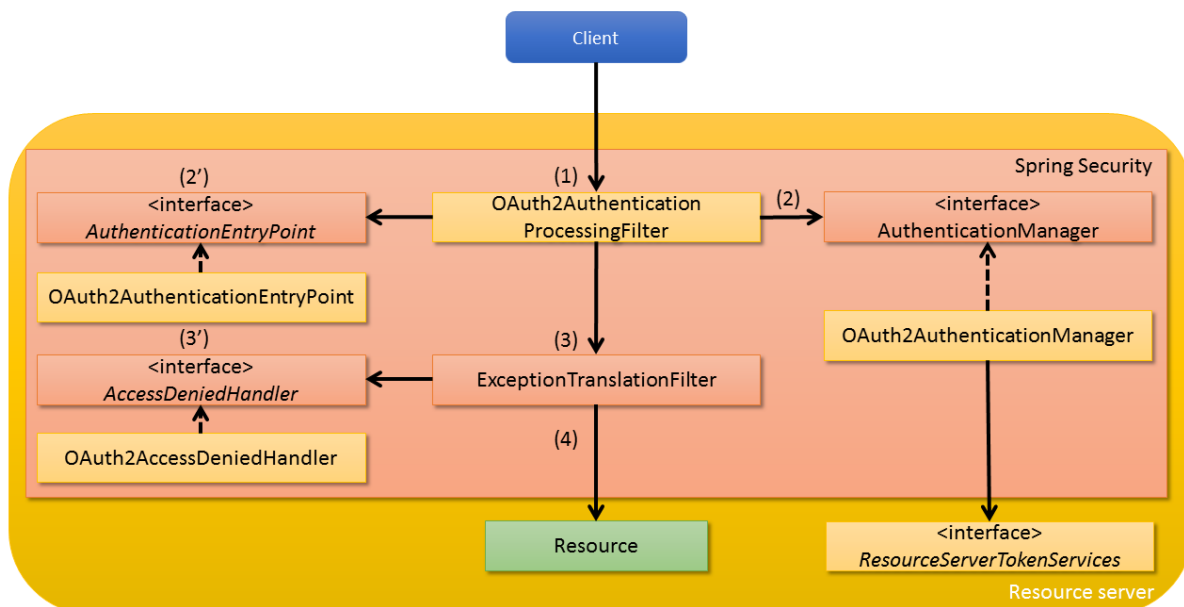 Client
Spring Security
(2')
(1)
<interface>
AuthenticationEntryPoint
OAuth2Authentication
ProcessingFilter
(2)
<interface>
AuthenticationManager
OAuth2AuthenticationEntryPoint
OAuth2AuthenticationManager
(3')
(3)
<interface>
AccessDeniedHandler
ExceptionTranslationFilter
OAuth2AccessDeniedHandler
(4)
Resource
<interface>
ResourceServerTokenServices
Resource server